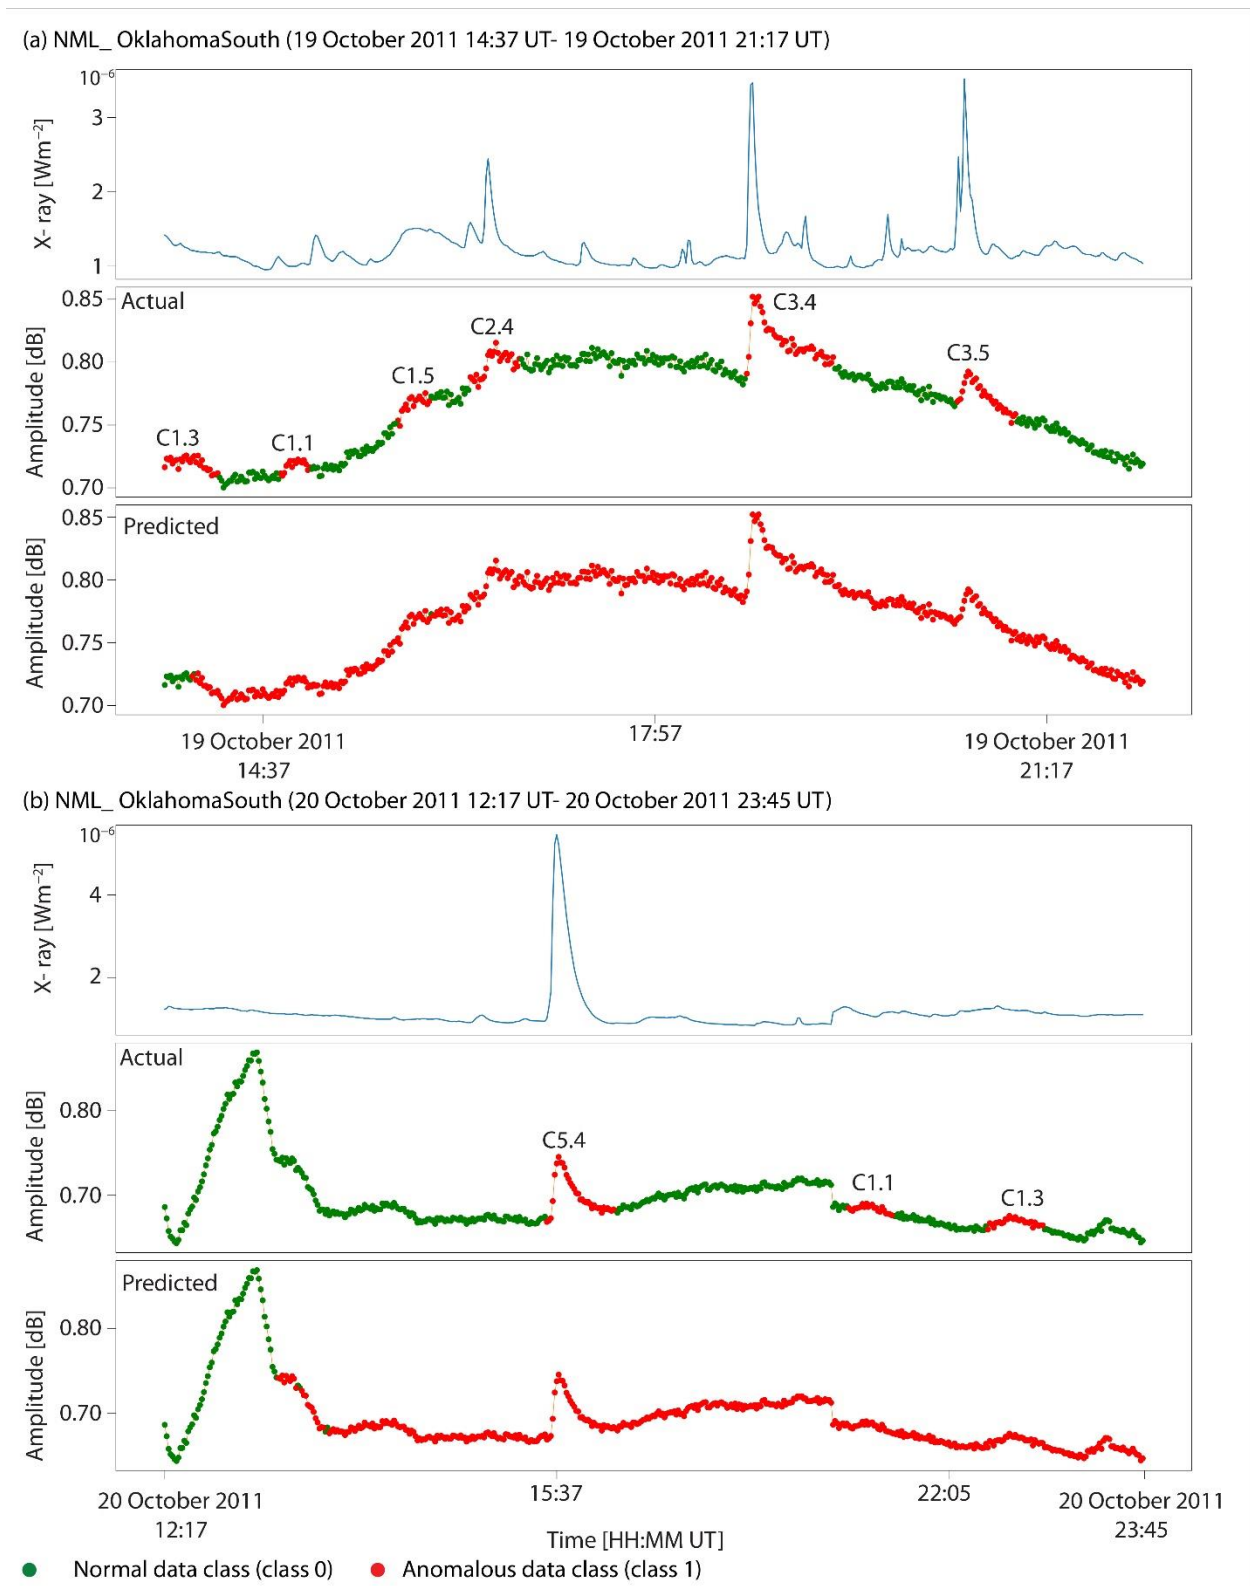 (a) NML_ OklahomaSouth (19 October 2011 14:37 UT- 19 October 2011 21:17 UT)
10⁻⁶
3
2
1
X- ray [Wm⁻²]
Actual
0.85
0.80
0.75
0.70
Amplitude [dB]
C1.3
C1.1
C1.5
C2.4
C3.4
C3.5
Predicted
0.85
0.80
0.75
0.70
Amplitude [dB]
19 October 2011
14:37
17:57
19 October 2011
21:17
(b) NML_ OklahomaSouth (20 October 2011 12:17 UT- 20 October 2011 23:45 UT)
10⁻⁶
4
2
X- ray [Wm⁻²]
Actual
0.80
0.70
Amplitude [dB]
C5.4
C1.1
C1.3
Predicted
0.80
0.70
Amplitude [dB]
20 October 2011
12:17
15:37
22:05
20 October 2011
23:45
Time [HH:MM UT]
Normal data class (class 0)
Anomalous data class (class 1)